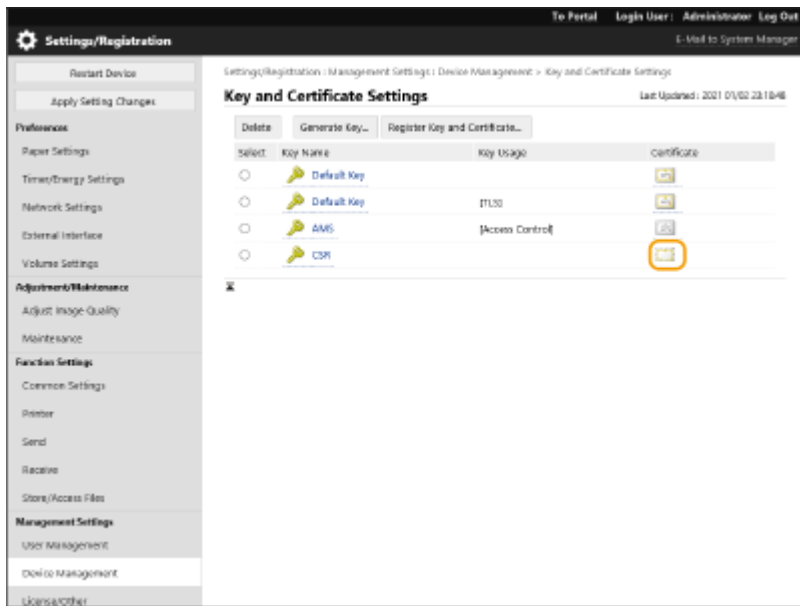 To Portal Login User : Administrator Log Out
Settings/Registration
E-Mail to System Manager
Restart Device
Apply Setting Changes
Preferences
Paper Settings
Timer/Energy Settings
Network Settings
External Interface
Volume Settings
Adjustment/Maintenance
Adjust Image Quality
Maintenance
Function Settings
Common Settings
Printer
Send
Receive
Store/Access Files
Management Settings
User Management
Device Management
License/Other
Settings/Registration : Management Settings : Device Management > Key and Certificate Settings
Key and Certificate Settings
Last Updated : 2021 01/02 23:18:46
Delete Generate Key... Register Key and Certificate...
Select Key Name Key Usage Certificate
Default Key
Default Key [TLS]
AMS [Access Control]
CSR